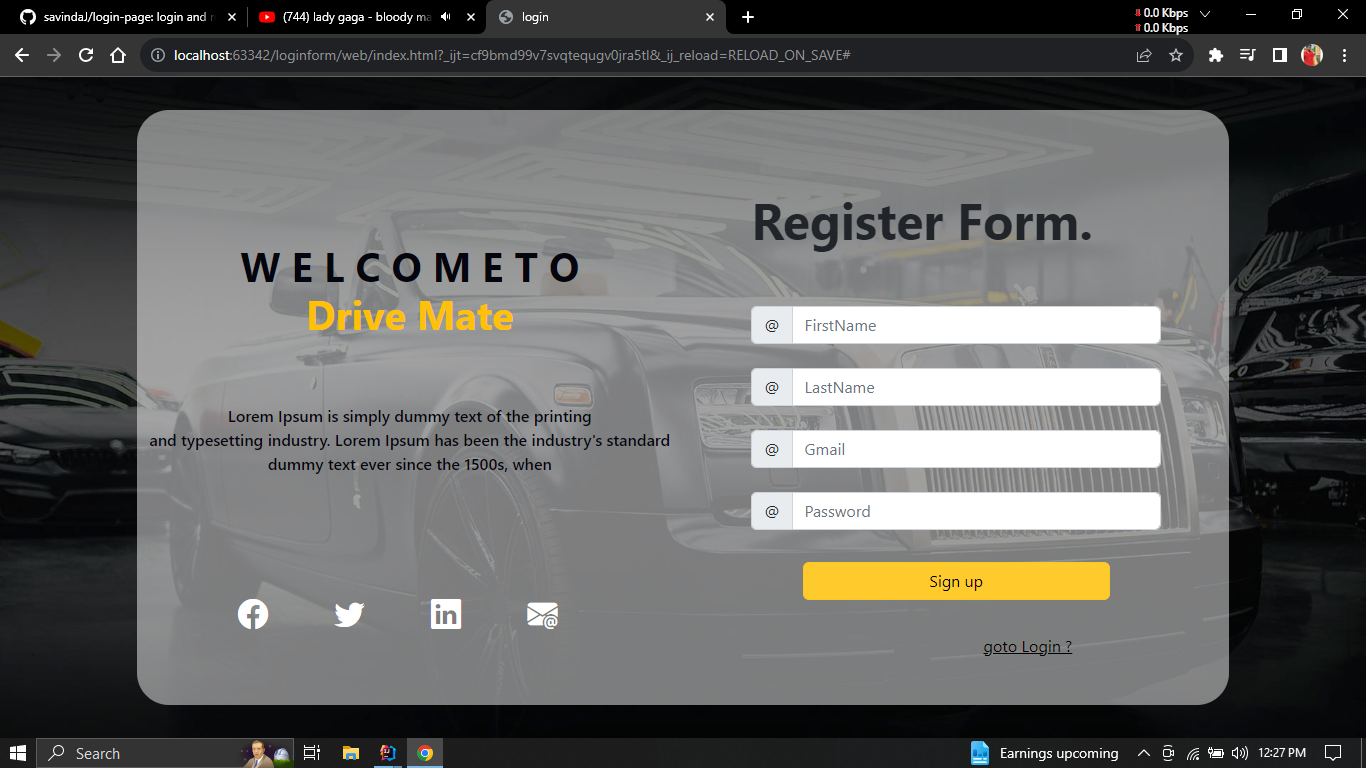 savindaJ/login-page: login and r
(744) lady gaga - bloody ma
login
0.0 Kbps
0.0 Kbps
localhost:63342/loginform/web/index.html?_ijt=cf9bmd99v7svqtequgv0jra5tl&_ij_reload=RELOAD_ON_SAVE#
W E L C O M E T O
Drive Mate
Lorem Ipsum is simply dummy text of the printing
and typesetting industry. Lorem Ipsum has been the industry's standard
dummy text ever since the 1500s, when
Register Form.
@ FirstName
@ LastName
@ Gmail
@ Password
Sign up
goto Login ?
Search
Earnings upcoming
12:27 PM